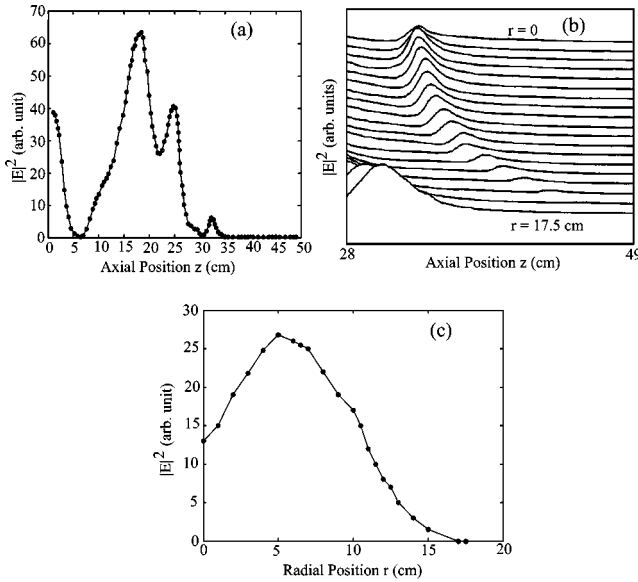 (a)
70
60
50
40
30
20
10
0
|E|² (arb. unit)
0 5 10 15 20 25 30 35 40 45 50
Axial Position z (cm)
(b)
r = 0
r = 17.5 cm
|E|² (arb. units)
28 49
Axial Position z (cm)
(c)
30
25
20
15
10
5
0
|E|² (arb. unit)
0 5 10 15 20
Radial Position r (cm)